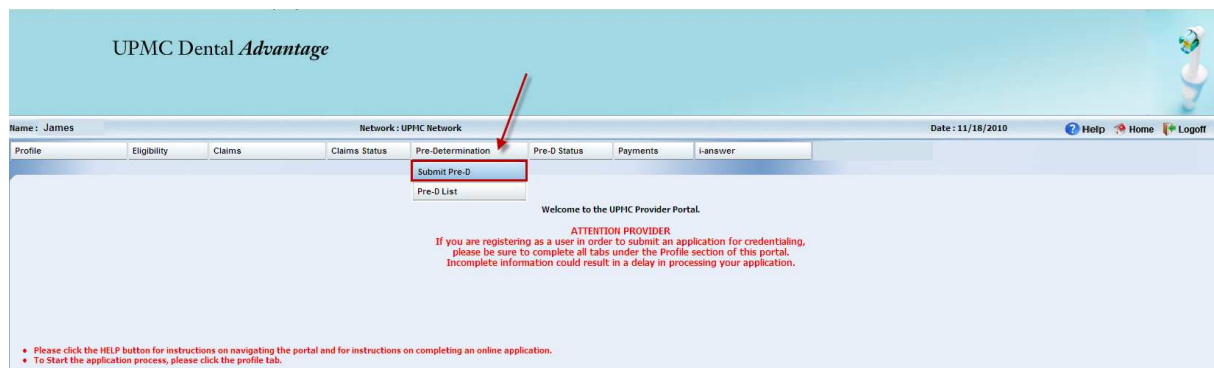 UPMC Dental Advantage
Name : James Network : UPMC Network Date : 11/18/2010 Help Home Logoff
Profile Eligibility Claims Claims Status Pre-Determination Pre-D Status Payments i-answer
Submit Pre-D
Pre-D List
Welcome to the UPMC Provider Portal.
ATTENTION PROVIDER
If you are registering as a user in order to submit an application for credentialing,
please be sure to complete all tabs under the Profile section of this portal.
Incomplete information could result in a delay in processing your application.
• Please click the HELP button for instructions on navigating the portal and for instructions on completing an online application.
• To Start the application process, please click the profile tab.